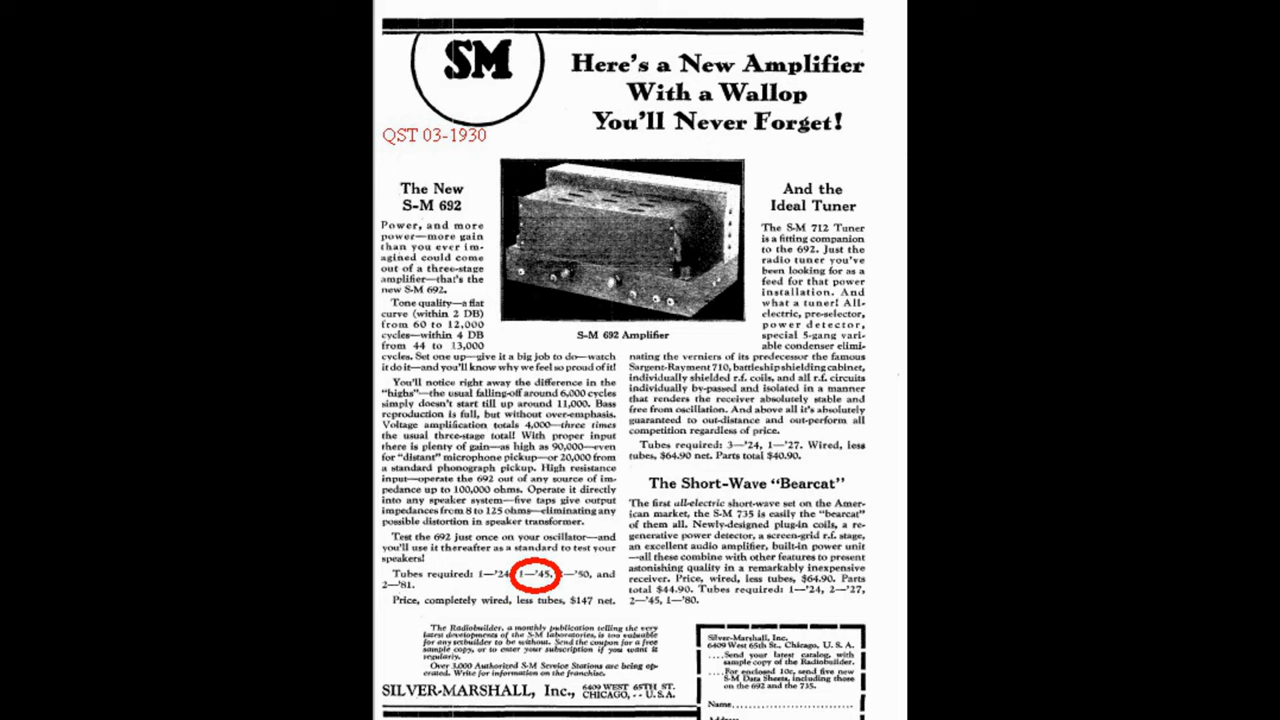 SM
Here's a New Amplifier
With a Wallop
You'll Never Forget!
QST 03-1930
The New
S-M 692
Power, and more
power—more gain
than you ever im-
agined could come
out of a three-stage
amplifier—that's the
new S-M 692.
Tone quality—a flat
curve (within 2 DB)
from 60 to 12,000
cycles—within 4 DB
from 44 to 13,000
cycles. Set one up—give it a big job to do—watch
it do it—and you'll know why we feel so proud of it!
You'll notice right away the difference in the
"highs"—the usual falling-off around 6,000 cycles
simply doesn't start till up around 11,000. Bass
reproduction is full, but without over-emphasis.
Voltage amplification totals 4,000—three times
the usual three-stage total! With proper input
there is plenty of gain—as high as 90,000—even
for "distant" microphone pickup—or 20,000 from
a standard phonograph pickup. High resistance
input—operate the 692 out of any source of im-
pedance up to 100,000 ohms. Operate it directly
into any speaker system—five taps give output
impedances from 8 to 125 ohms—eliminating any
possible distortion in speaker transformer.
Test the 692 just once on your oscillator—and
you'll use it thereafter as a standard to test your
speakers!
Tubes required: 1—'24, 1—'45, —'50, and
2—'81.
Price, completely wired, less tubes, $147 net.
S-M 692 Amplifier
And the
Ideal Tuner
The S-M 712 Tuner
is a fitting companion
to the 692. Just the
radio tuner you've
been looking for as a
feed for that power
installation. And
what a tuner! All-
electric, pre-selector,
power detector,
special 5-gang vari-
able condenser elimi-
nating the verniers of its predecessor the famous
Sargent-Rayment 710, battleship shielding cabinet,
individually shielded r.f. coils, and all r.f. circuits
individually by-passed and isolated in a manner
that renders the receiver absolutely stable and
free from oscillation. And above all it's absolutely
guaranteed to out-distance and out-perform all
competition regardless of price.
Tubes required: 3—'24, 1—'27. Wired, less
tubes, $64.90 net. Parts total $40.90.
The Short-Wave "Bearcat"
The first all-electric short-wave set on the Amer-
ican market, the S-M 735 is easily the "bearcat"
of them all. Newly-designed plug-in coils, a re-
generative power detector, a screen-grid r.f. stage,
an excellent audio amplifier, built-in power unit
—all these combine with other features to present
astonishing quality in a remarkably inexpensive
receiver. Price, wired, less tubes, $64.90. Parts
total $44.90. Tubes required: 1—'24, 2—'27,
2—'45, 1—'80.
The Radiobuilder, a monthly publication telling the very
latest developments of the S-M laboratories, is too valuable
for any setbuilder to be without. Send the coupon for a free
sample copy, or to enter your subscription if you want it
regularly.
Over 3,000 Authorized S-M Service Stations are being op-
erated. Write for information on the franchise.
SILVER-MARSHALL, Inc., 6409 WEST 65TH ST.
CHICAGO, - - U.S.A.
Silver-Marshall, Inc.
6409 West 65th St., Chicago, U. S. A.
....Send your latest catalog, with
sample copy of the Radiobuilder.
....For enclosed 10c, send five new
S-M Data Sheets, including those
on the 692 and the 735.
Name